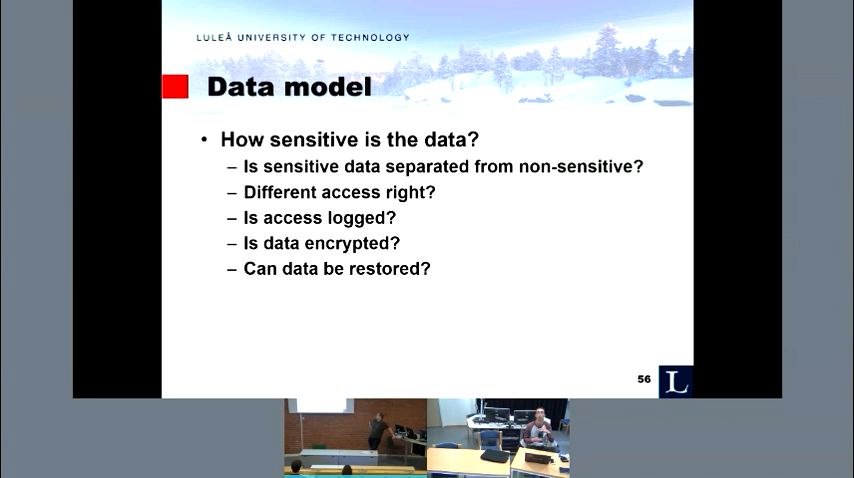 LULEÅ UNIVERSITY OF TECHNOLOGY
Data model
• How sensitive is the data?
– Is sensitive data separated from non-sensitive?
– Different access right?
– Is access logged?
– Is data encrypted?
– Can data be restored?
56
L